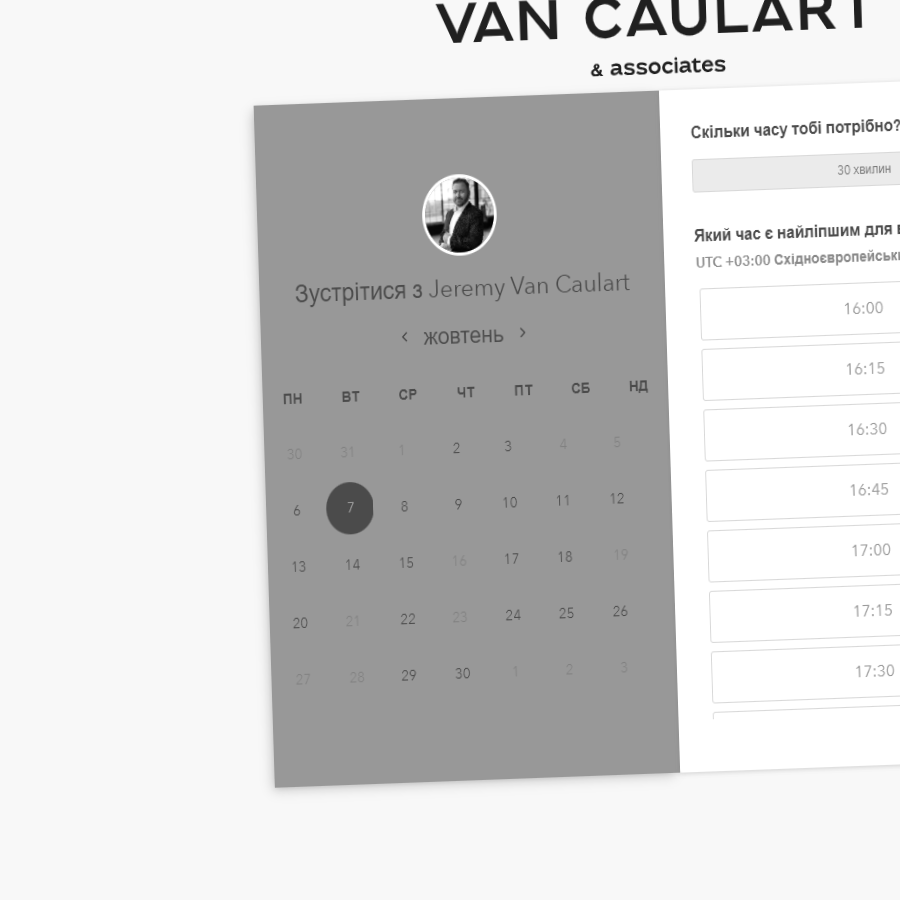 VAN CAULART
& associates
Зустрітися з Jeremy Van Caulart
жовтень
ПН ВТ СР ЧТ ПТ СБ НД
30 31 1 2 3 4 5
6 7 8 9 10 11 12
13 14 15 16 17 18 19
20 21 22 23 24 25 26
27 28 29 30 1 2 3
Скільки часу тобі потрібно?
30 хвилин
Який час є найліпшим для
UTC +03:00
16:00
16:15
16:30
16:45
17:00
17:15
17:30